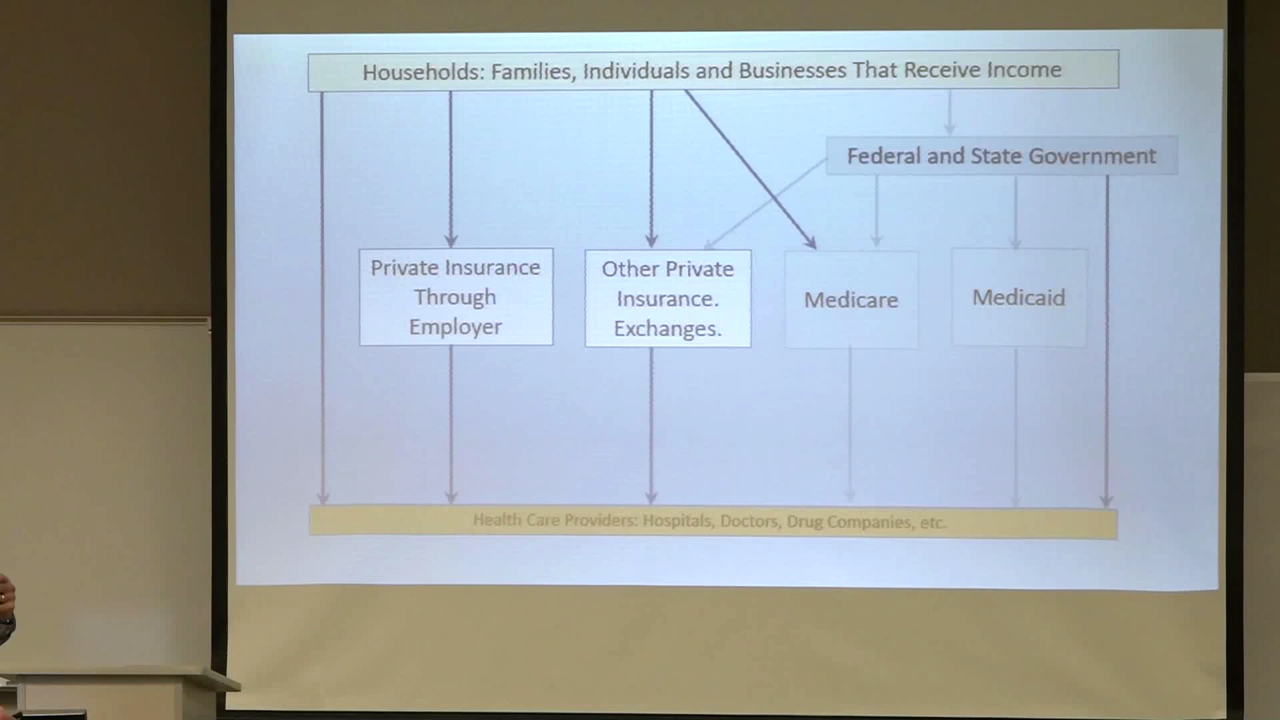 Households: Families, Individuals and Businesses That Receive Income
Federal and State Government
Private Insurance
Through
Employer
Other Private
Insurance.
Exchanges.
Medicare
Medicaid
Health Care Providers: Hospitals, Doctors, Drug Companies, etc.